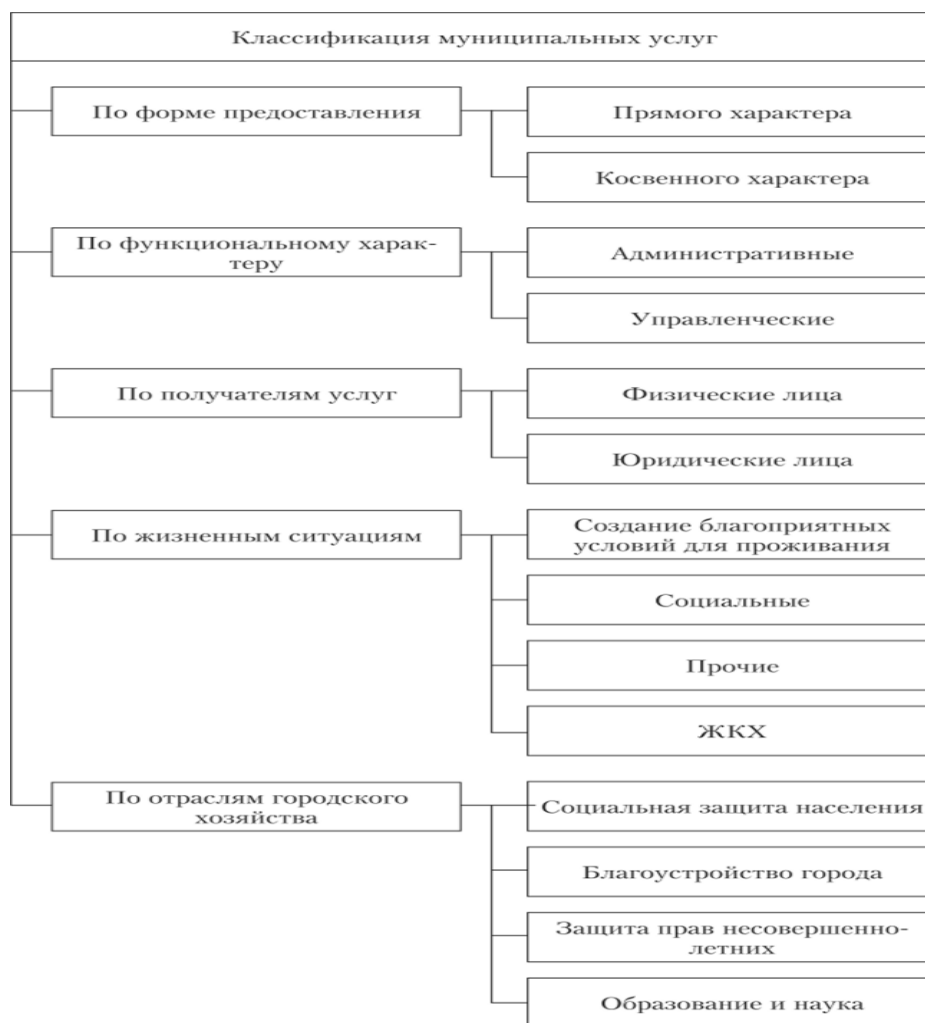 Классификация муниципальных услуг
По форме предоставления
Прямого характера
Косвенного характера
По функциональному харак-
теру
Административные
Управленческие
По получателям услуг
Физические лица
Юридические лица
По жизненным ситуациям
Создание благоприятных
условий для проживания
Социальные
Прочие
ЖКХ
По отраслям городского
хозяйства
Социальная защита населения
Благоустройство города
Защита прав несовершенно-
летних
Образование и наука